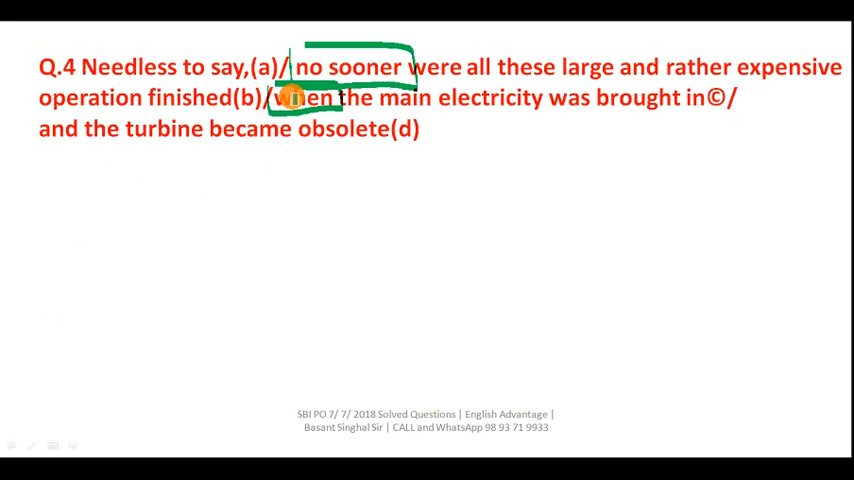 Q.4 Needless to say,(a)/ no sooner were all these large and rather expensive
operation finished(b)/when the main electricity was brought in©/
and the turbine became obsolete(d)
SBI PO 7/ 7/ 2018 Solved Questions | English Advantage |
Basant Singhal Sir | CALL and WhatsApp 98 93 71 9933